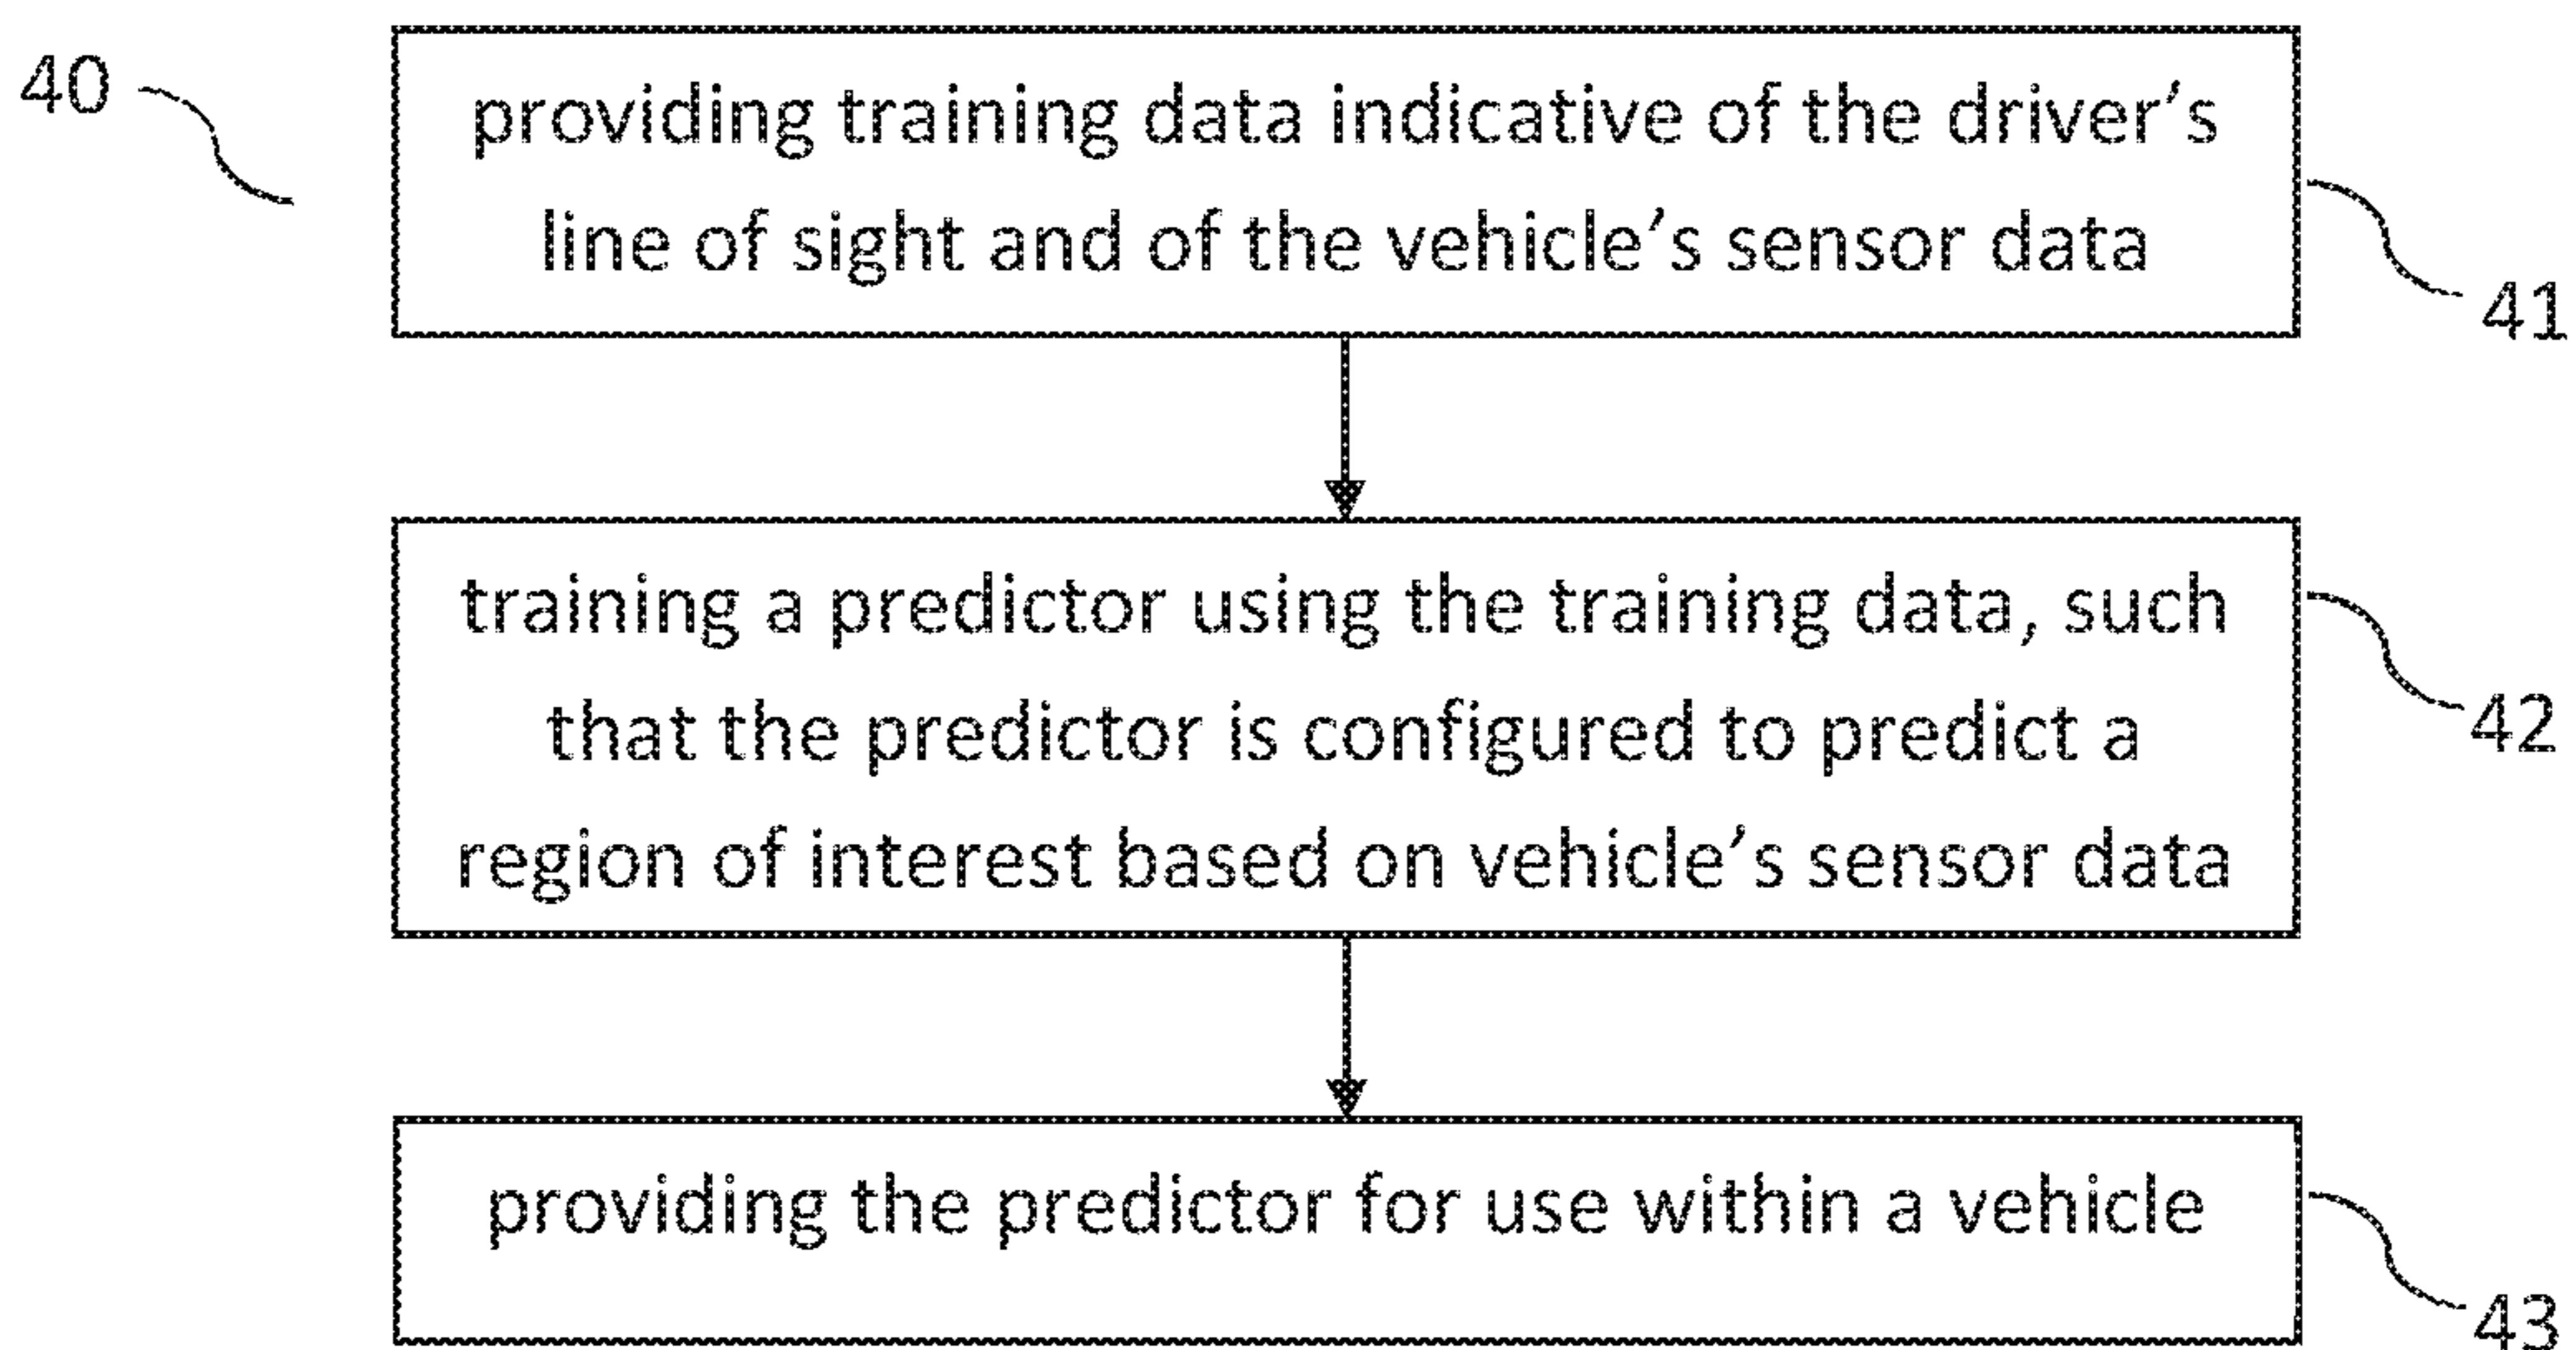 40
providing training data indicative of the driver's
line of sight and of the vehicle's sensor data
41
training a predictor using the training data, such
that the predictor is configured to predict a
region of interest based on vehicle's sensor data
42
providing the predictor for use within a vehicle
43